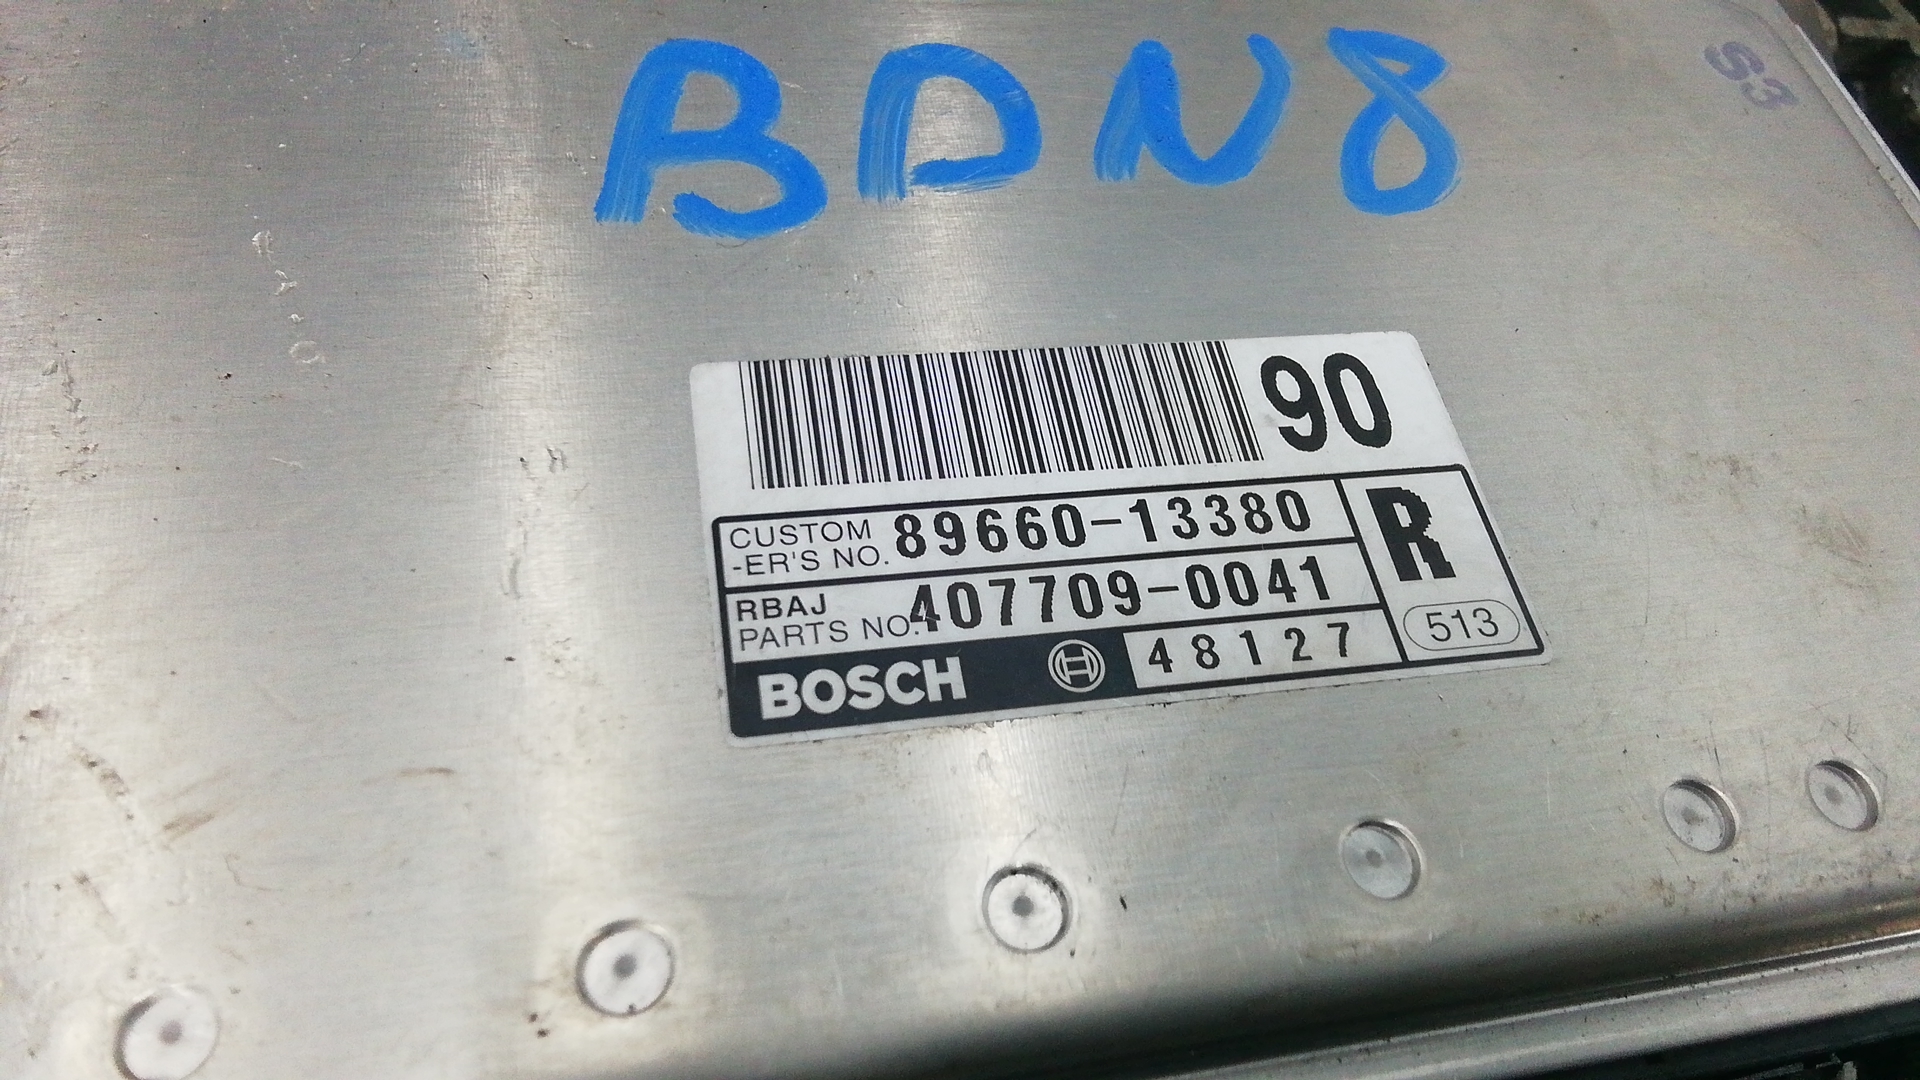 BDN8
S3
90
CUSTOM
-ER'S NO. 89660-13380
R
RBAJ
PARTS NO. 407709-0041
BOSCH 48127
513